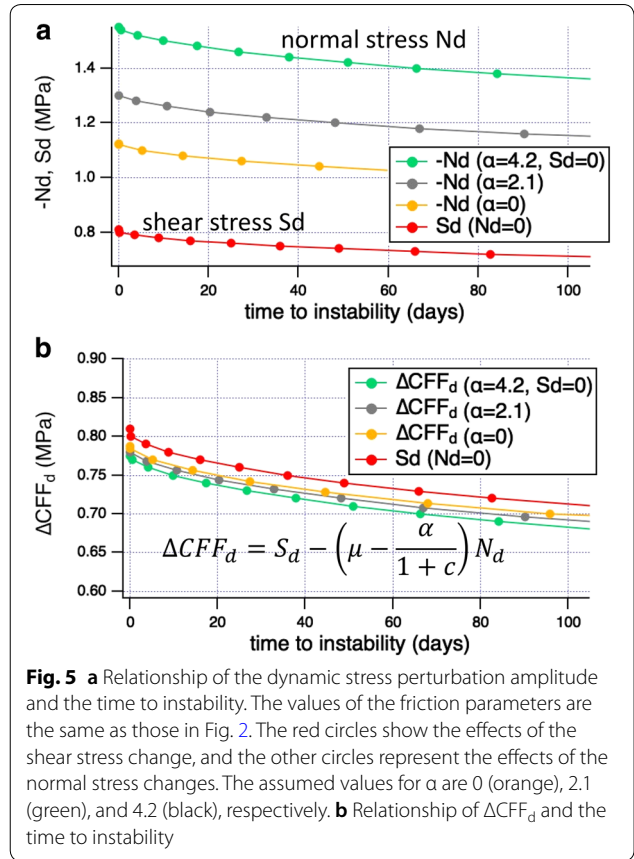 a
normal stress Nd
1.4
1.2
1.0
0.8
-Nd, Sd (MPa)
-Nd (α=4.2, Sd=0)
-Nd (α=2.1)
-Nd (α=0)
Sd (Nd=0)
shear stress Sd
0 20 40 60 80 100
time to instability (days)
b
0.90
0.85
0.80
0.75
0.70
0.65
0.60
ΔCFFd (MPa)
ΔCFFd (α=4.2, Sd=0)
ΔCFFd (α=2.1)
ΔCFFd (α=0)
Sd (Nd=0)
ΔCFFd = Sd − (μ − α/(1 + c)) Nd
0 20 40 60 80 100
time to instability (days)
Fig. 5 a Relationship of the dynamic stress perturbation amplitude
and the time to instability. The values of the friction parameters are
the same as those in Fig. 2. The red circles show the effects of the
shear stress change, and the other circles represent the effects of the
normal stress changes. The assumed values for α are 0 (orange), 2.1
(green), and 4.2 (black), respectively. b Relationship of ΔCFFd and the
time to instability